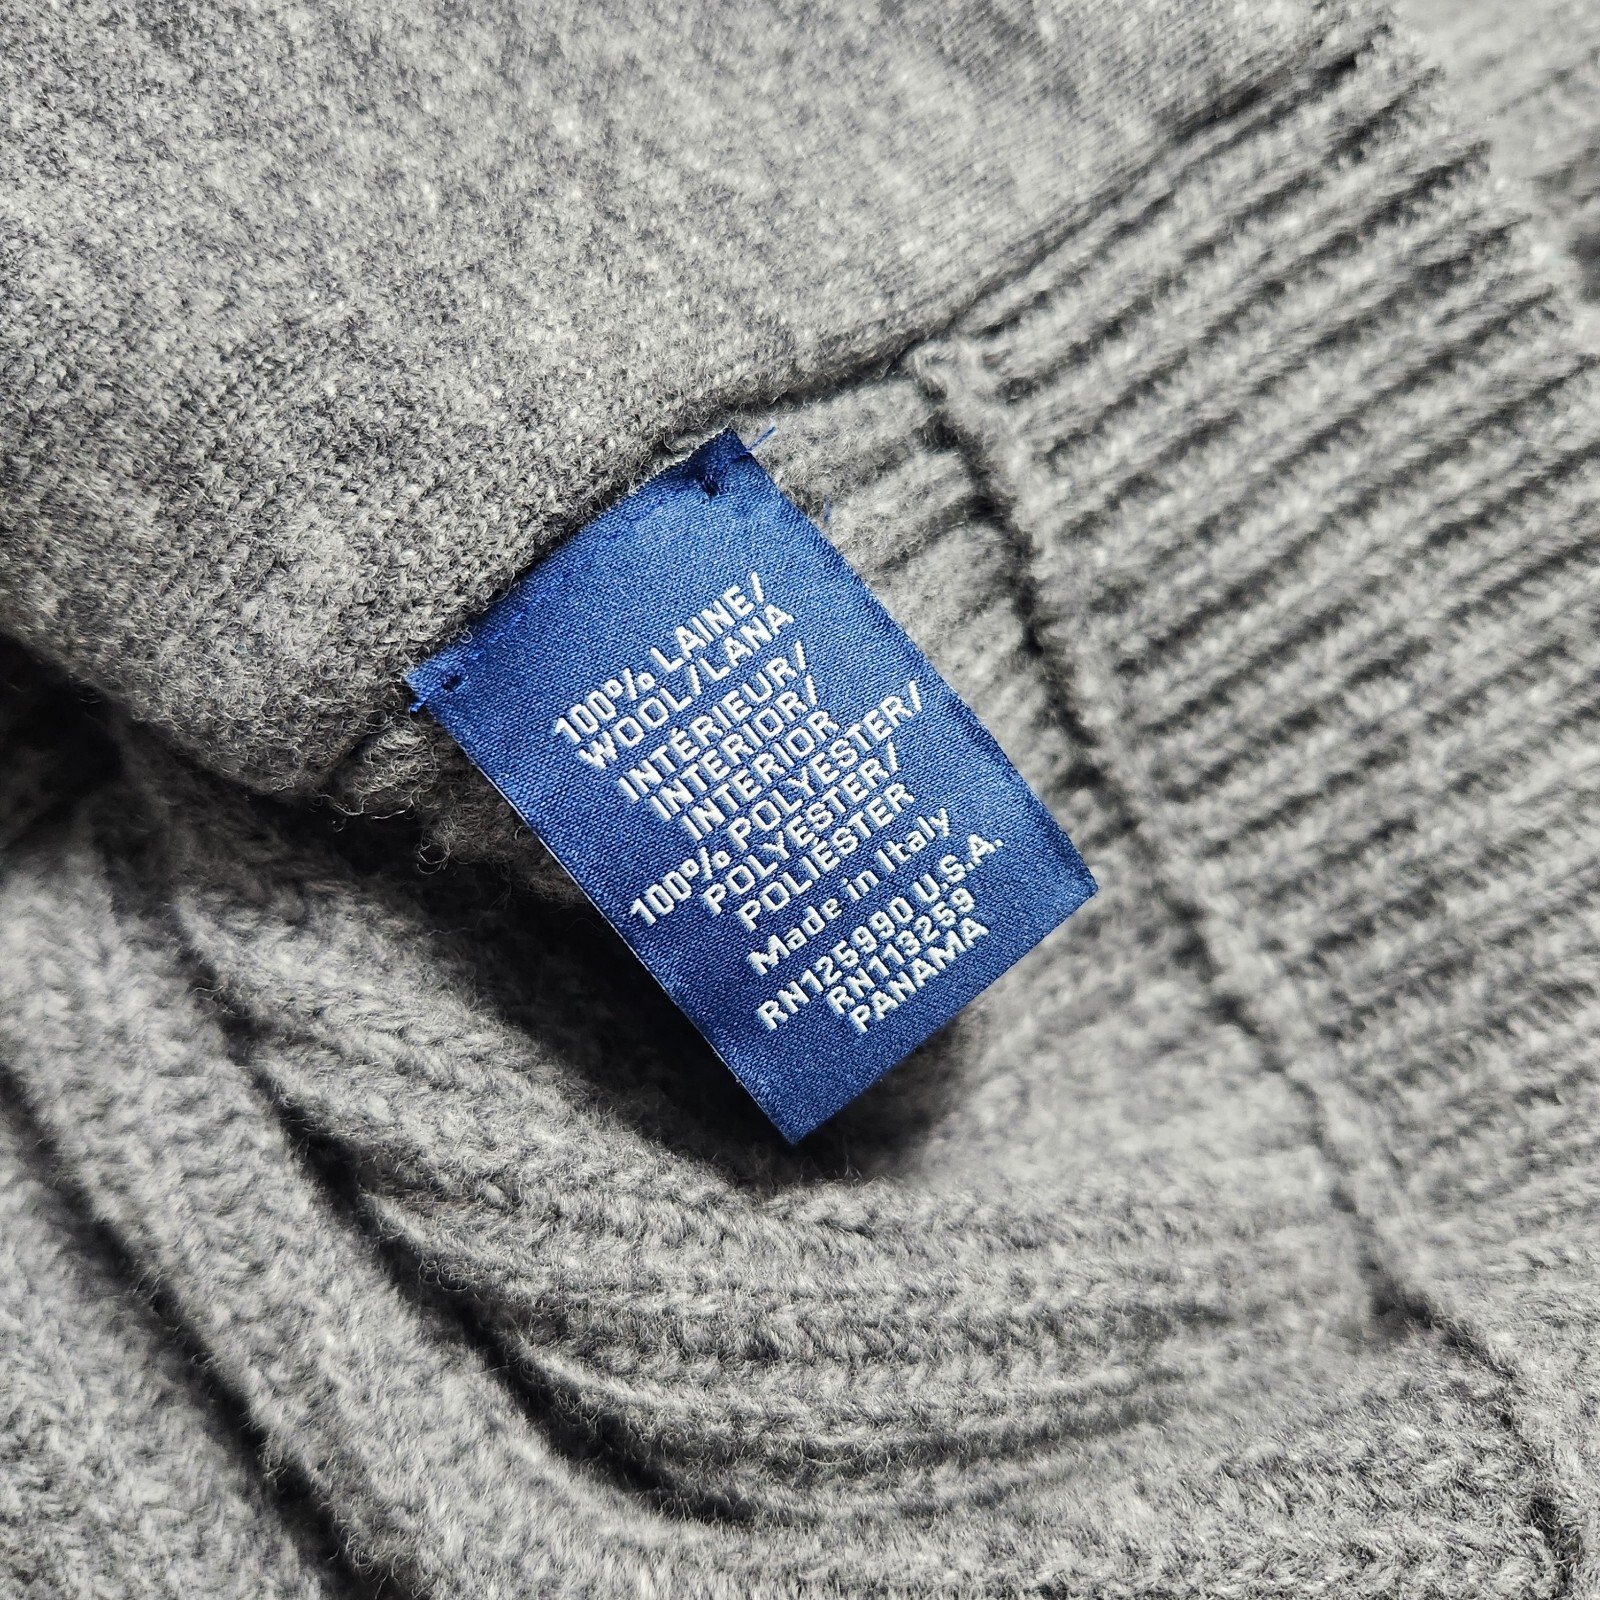 100% LAINE/
WOOL/LANA
INTÉRIEUR/
INTERIOR/
INTERIOR
100% POLYESTER/
POLYESTER/
POLIÉSTER
Made in Italy
RN125990 U.S.A.
RN113259
PANAMA